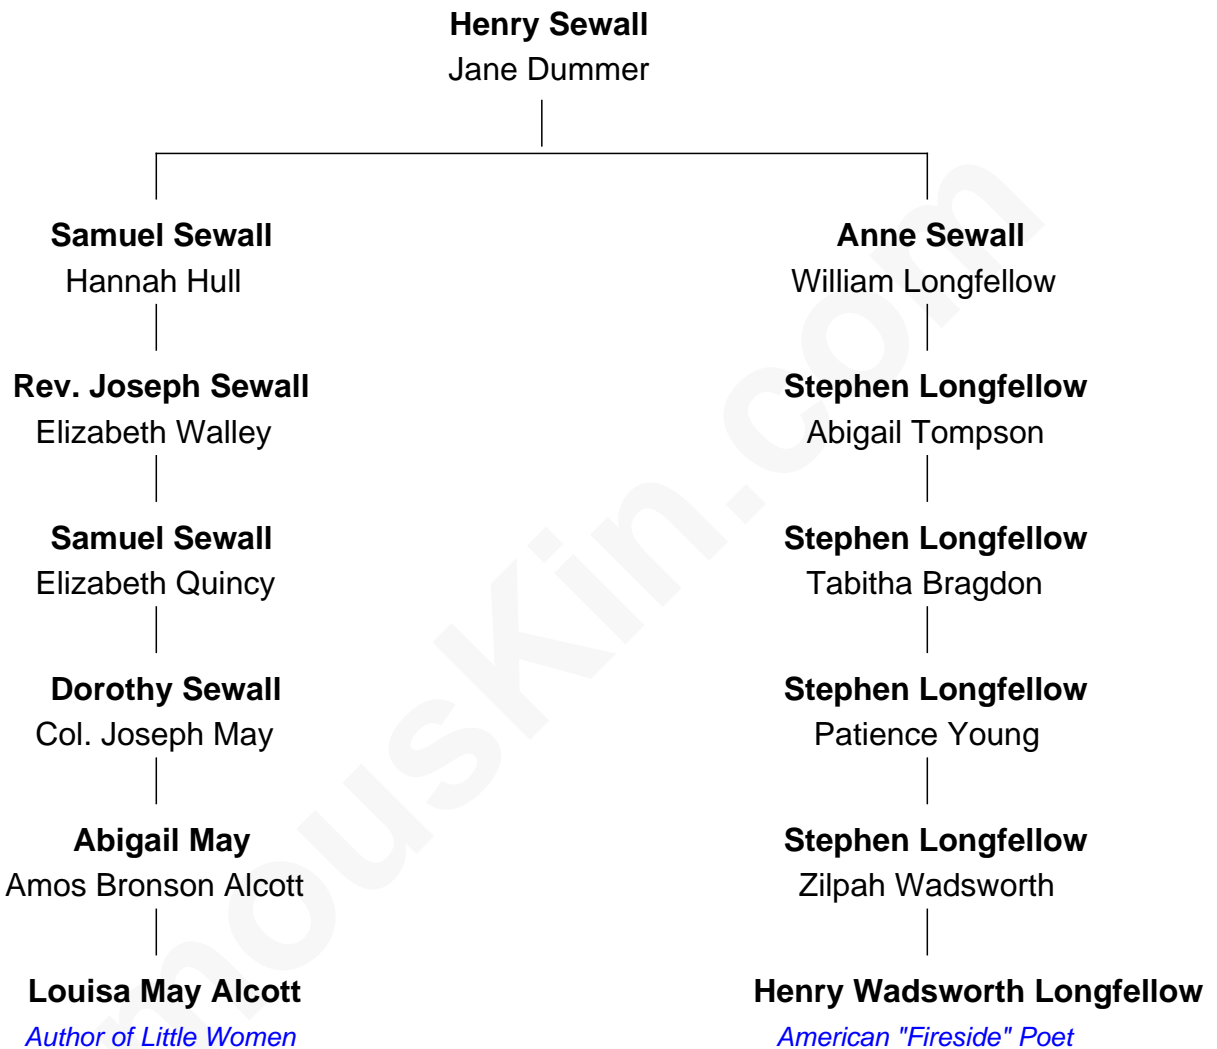 Henry Sewall
Jane Dummer
Samuel Sewall
Hannah Hull
Anne Sewall
William Longfellow
Rev. Joseph Sewall
Elizabeth Walley
Stephen Longfellow
Abigail Tompson
Samuel Sewall
Elizabeth Quincy
Stephen Longfellow
Tabitha Bragdon
Dorothy Sewall
Col. Joseph May
Stephen Longfellow
Patience Young
Abigail May
Amos Bronson Alcott
Stephen Longfellow
Zilpah Wadsworth
Louisa May Alcott
Author of Little Women
Henry Wadsworth Longfellow
American "Fireside" Poet
mouskin.com